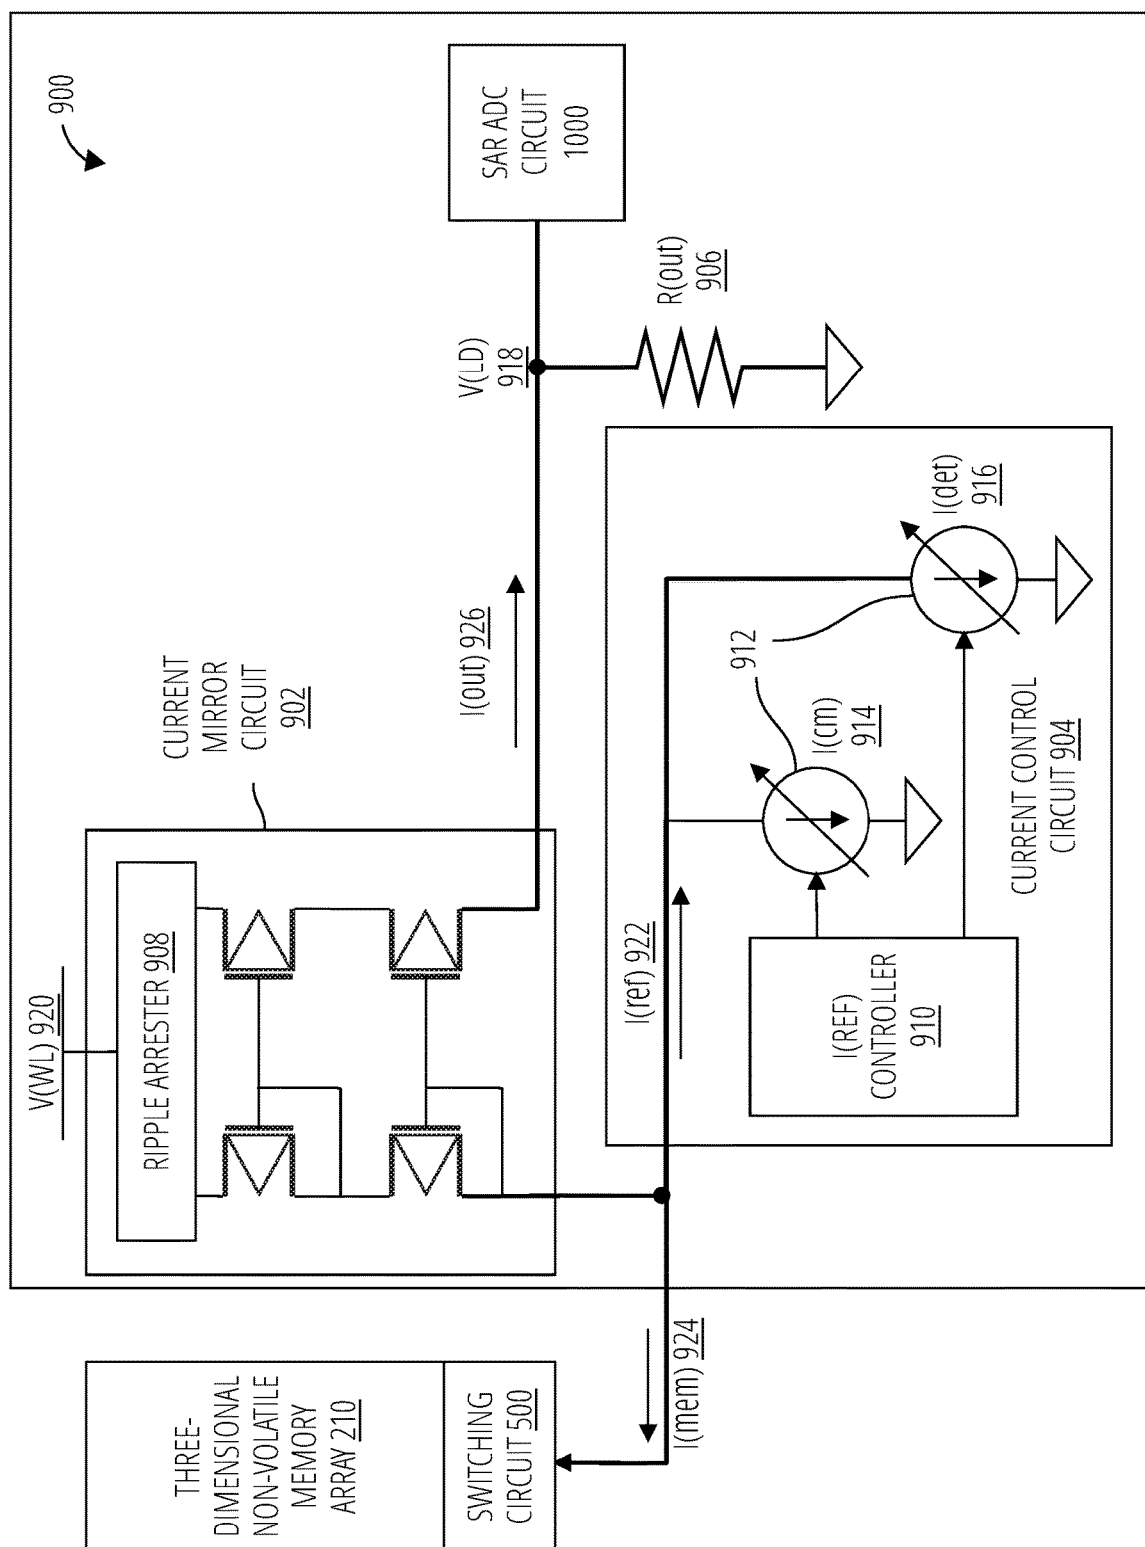 900
SAR ADC
CIRCUIT
1000
CURRENT
MIRROR
CIRCUIT
902
V(WL) 920
RIPPLE ARRESTER 908
I(out) 926
V(LD)
918
R(out)
906
THREE-
DIMENSIONAL
NON-VOLATILE
MEMORY
ARRAY 210
SWITCHING
CIRCUIT 500
I(mem) 924
I(ref) 922
I(REF)
CONTROLLER
910
912
I(cm)
914
I(det)
916
CURRENT CONTROL
CIRCUIT 904